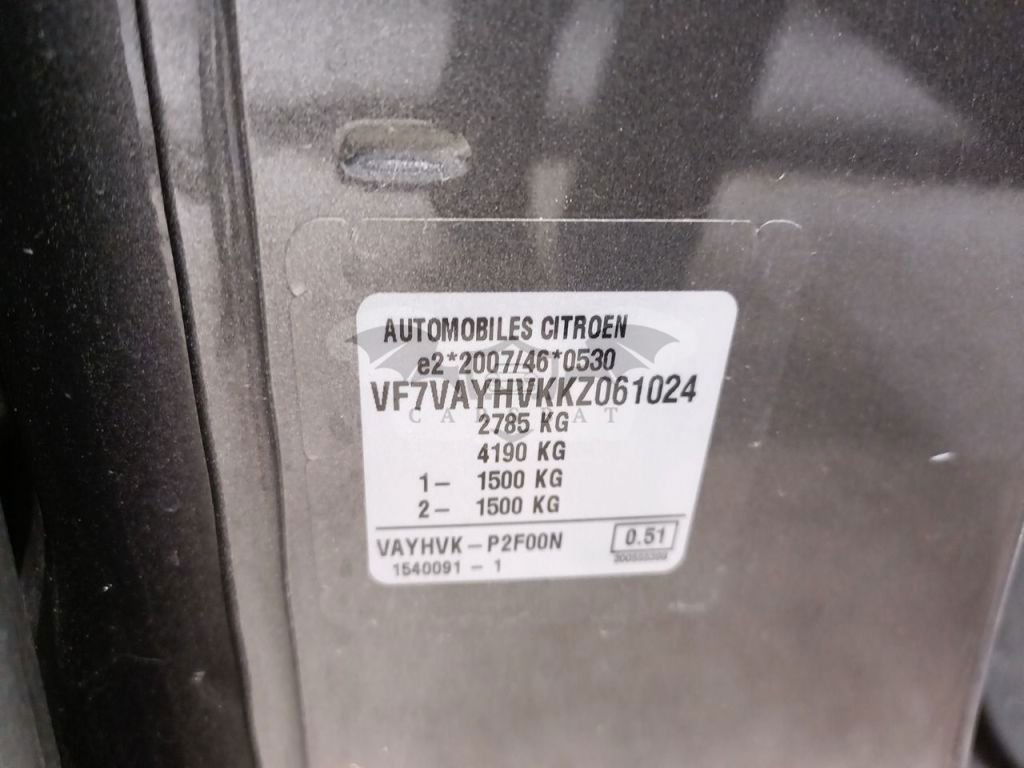 AUTOMOBILES CITROEN
e2*2007/46*0530
VF7VAYHVKKZ061024
2785 KG
4190 KG
1- 1500 KG
2- 1500 KG
VAYHVK-P2F00N 0.51
1540091-1